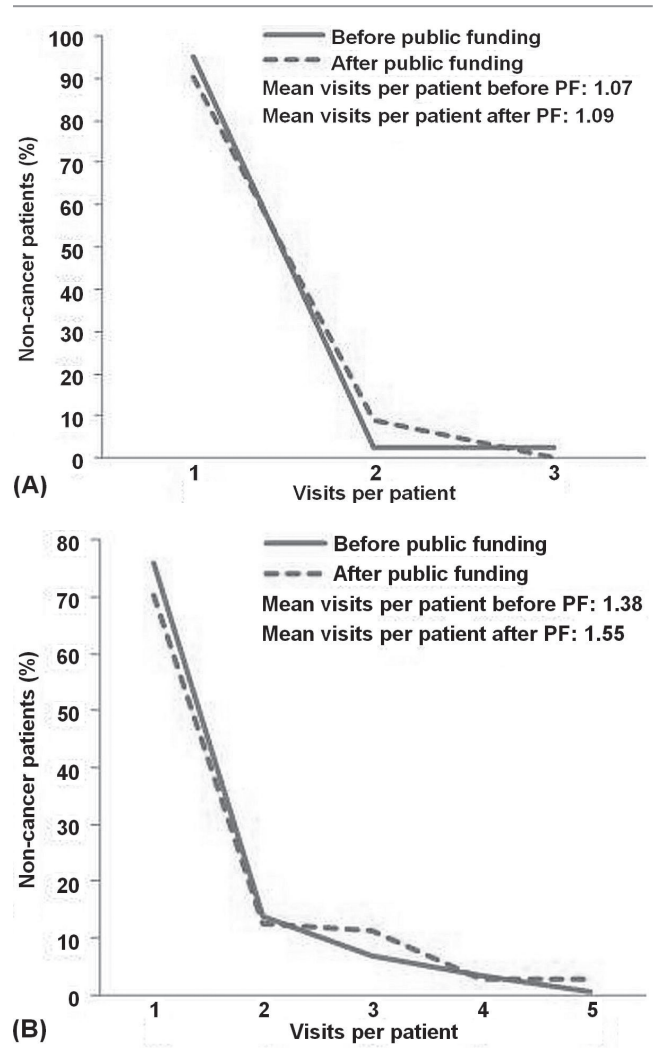 100
90
80
70
60
50
40
30
20
10
0
Non-cancer patients (%)
Before public funding
After public funding
Mean visits per patient before PF: 1.07
Mean visits per patient after PF: 1.09
1 2 3
Visits per patient
(A)
80
70
60
50
40
30
20
10
0
Non-cancer patients (%)
Before public funding
After public funding
Mean visits per patient before PF: 1.38
Mean visits per patient after PF: 1.55
1 2 3 4 5
Visits per patient
(B)